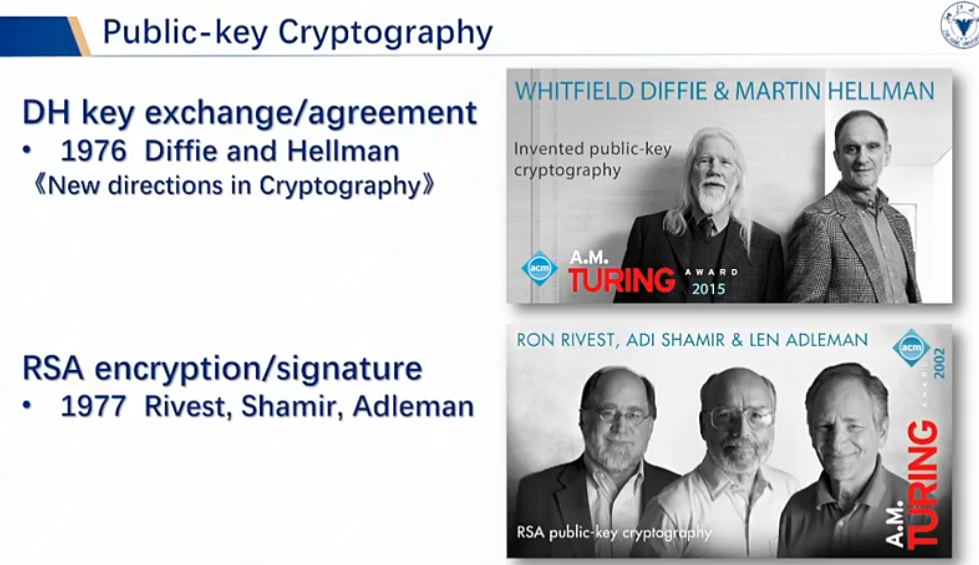 Public-key Cryptography
DH key exchange/agreement
• 1976 Diffie and Hellman
《New directions in Cryptography》
WHITFIELD DIFFIE & MARTIN HELLMAN
Invented public-key
cryptography
acm
A.M.
TURING AWARD
2015
RSA encryption/signature
• 1977 Rivest, Shamir, Adleman
RON RIVEST, ADI SHAMIR & LEN ADLEMAN
acm
A.M.
TURING
AWARD
2002
RSA public-key cryptography